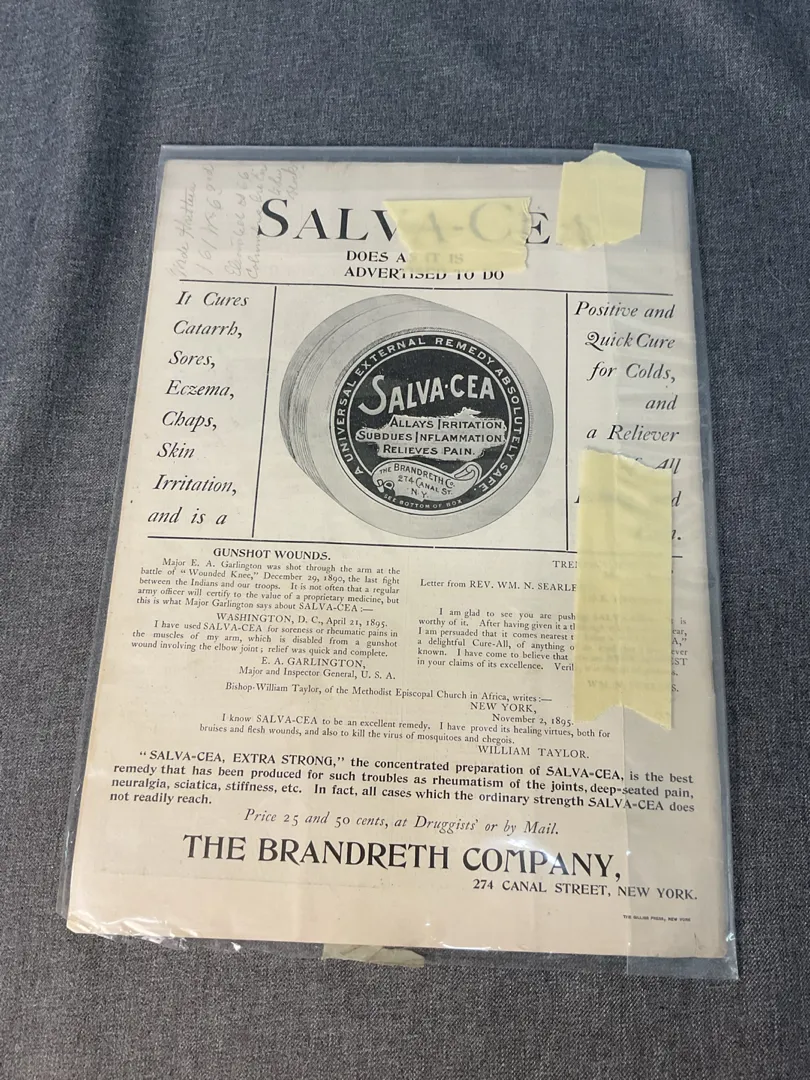 SALVA-CEA
DOES AS IT IS
ADVERTISED TO DO
It Cures
Catarrh,
Sores,
Eczema,
Chaps,
Skin
Irritation,
and is a
A UNIVERSAL EXTERNAL REMEDY ABSOLUTELY SAFE.
SALVA-CEA
ALLAYS IRRITATION,
SUBDUES INFLAMMATION
RELIEVES PAIN.
THE BRANDRETH CO.
274 CANAL ST.
N.Y.
SEE BOTTOM OF BOX
Positive and
Quick Cure
for Colds,
and
a Reliever
All
GUNSHOT WOUNDS.
Major E. A. Garlington was shot through the arm at the
battle of "Wounded Knee," December 29, 1890, the last fight
between the Indians and our troops. It is not often that a regular
army officer will certify to the value of a proprietary medicine, but
this is what Major Garlington says about SALVA-CEA :—
WASHINGTON, D. C., April 21, 1895.
I have used SALVA-CEA for soreness or rheumatic pains in
the muscles of my arm, which is disabled from a gunshot
wound involving the elbow joint ; relief was quick and complete.
E. A. GARLINGTON,
Major and Inspector General, U. S. A.
Letter from REV. WM. N. SEARLE
I am glad to see you are
worthy of it. After having given it a
I am persuaded that it comes nearest
a delightful Cure-All, of anything
known. I have come to believe that
in your claims of its excellence.
Bishop-William Taylor, of the Methodist Episcopal Church in Africa, writes :—
NEW YORK,
November 2, 1895.
I know SALVA-CEA to be an excellent remedy. I have proved its healing virtues, both for
bruises and flesh wounds, and also to kill the virus of mosquitoes and chegois.
WILLIAM TAYLOR.
"SALVA-CEA, EXTRA STRONG," the concentrated preparation of SALVA-CEA, is the best
remedy that has been produced for such troubles as rheumatism of the joints, deep-seated pain,
neuralgia, sciatica, stiffness, etc. In fact, all cases which the ordinary strength SALVA-CEA does
not readily reach.
Price 25 and 50 cents, at Druggists' or by Mail.
THE BRANDRETH COMPANY,
274 CANAL STREET, NEW YORK.